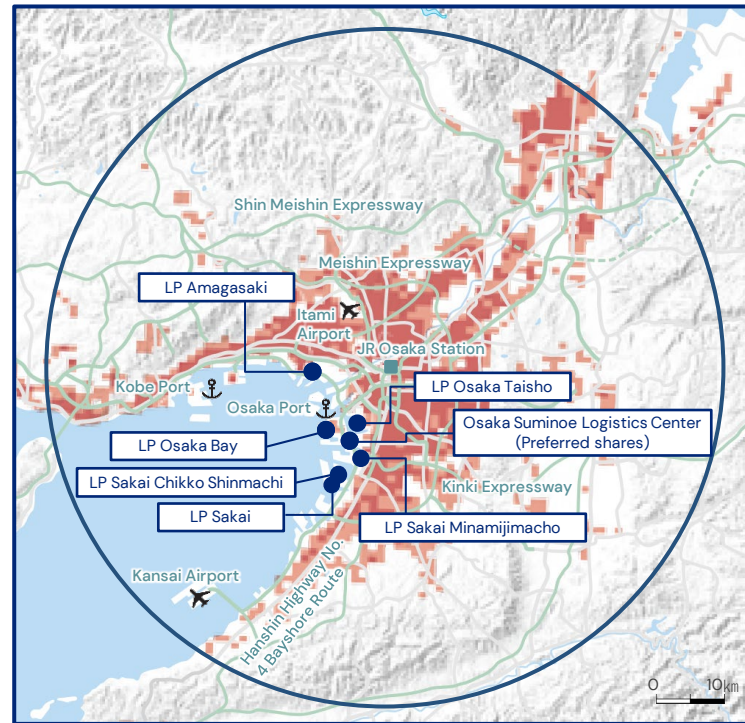 Shin Meishin Expressway
Meishin Expressway
LP Amagasaki
Itami
Airport
JR Osaka Station
Kobe Port
Osaka Port
LP Osaka Taisho
Osaka Suminoe Logistics Center
(Preferred shares)
LP Osaka Bay
LP Sakai Chikko Shinmachi
Kinki Expressway
LP Sakai
LP Sakai Minamijimacho
Kansai Airport
Hanshin Highway No.
4 Bayshore Route
0 10km